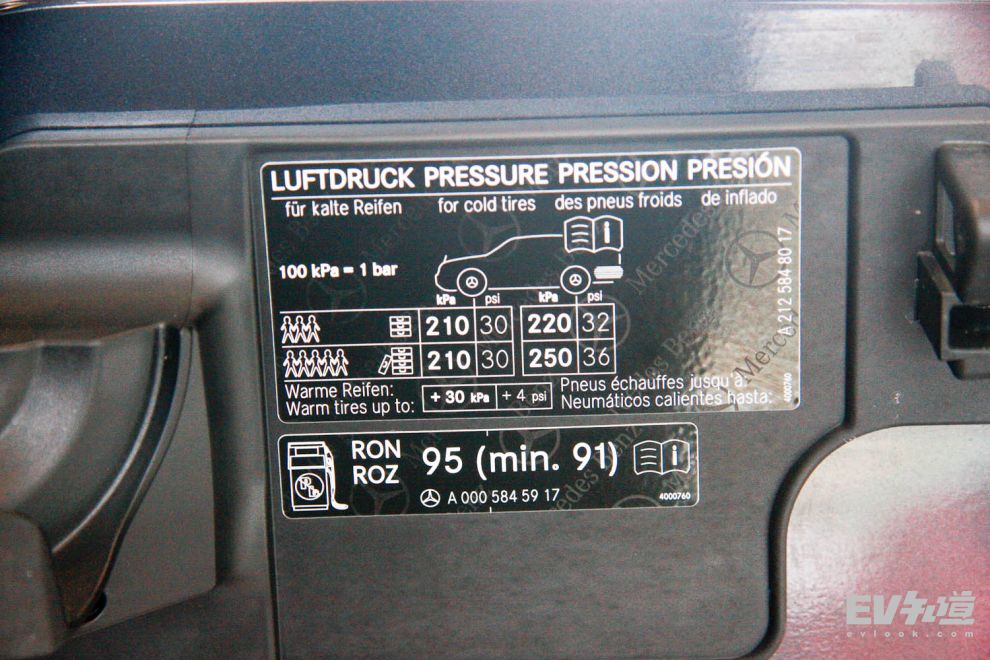 LUFTDRUCK PRESSURE PRESSION PRESIÓN
für kalte Reifen for cold tires des pneus froids de inflado
100 kPa = 1 bar
kPa psi kPa psi
210 30 220 32
210 30 250 36
Warme Reifen: Pneus échauffes jusqu'a:
Warm tires up to: + 30 kPa + 4 psi Neumáticos calientes hasta:
A 212 584 80 17
4000760
Mercedes Benz
RON
ROZ
95 (min. 91)
A 000 584 59 17
4000760
EV知道
evlook.com